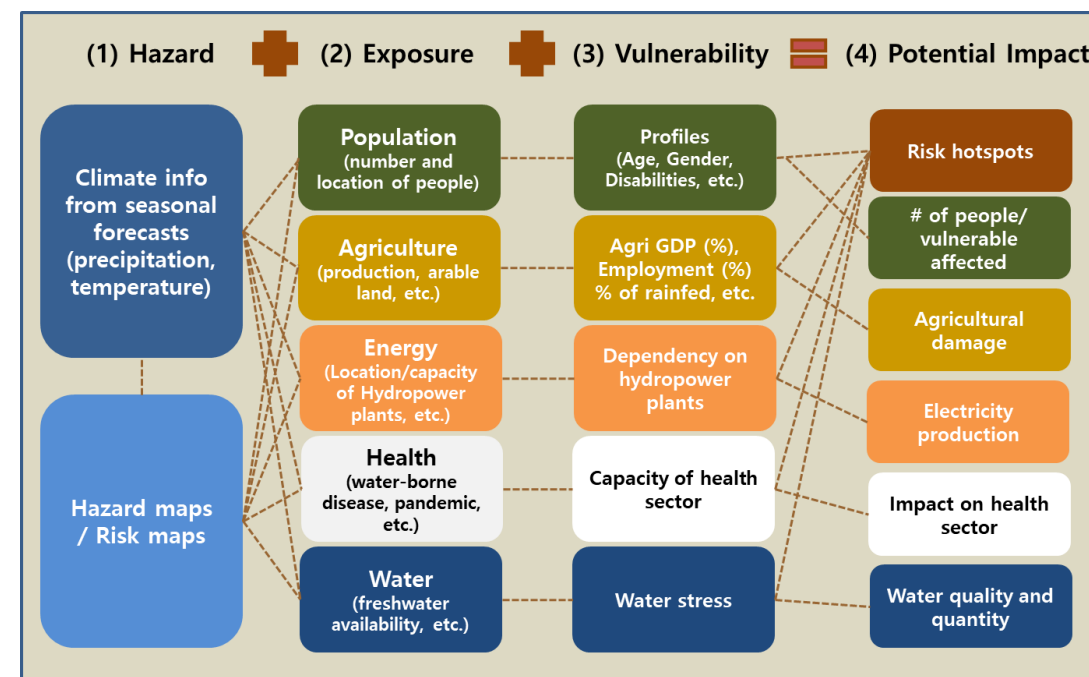 (1) Hazard
(2) Exposure
(3) Vulnerability
(4) Potential Impact
Climate info
from seasonal
forecasts
(precipitation,
temperature)
Hazard maps
/ Risk maps
Population
(number and
location of people)
Agriculture
(production, arable
land, etc.)
Energy
(Location/capacity
of Hydropower
plants, etc.)
Health
(water-borne
disease, pandemic,
etc.)
Water
(freshwater
availability, etc.)
Profiles
(Age, Gender,
Disabilities, etc.)
Agri GDP (%),
Employment (%)
% of rainfed, etc.
Dependency on
hydropower
plants
Capacity of health
sector
Water stress
Risk hotspots
# of people/
vulnerable
affected
Agricultural
damage
Electricity
production
Impact on health
sector
Water quality and
quantity